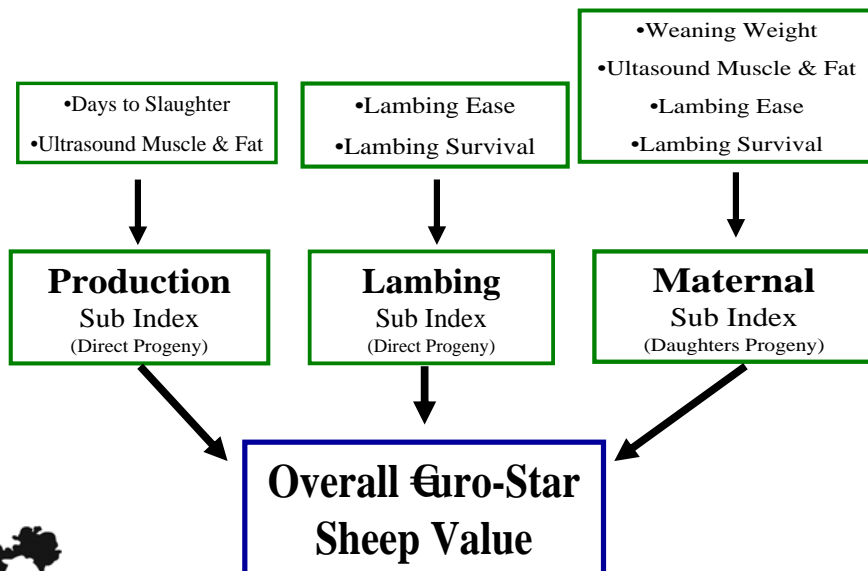 •Days to Slaughter
•Ultrasound Muscle & Fat
•Lambing Ease
•Lambing Survival
•Weaning Weight
•Ultasound Muscle & Fat
•Lambing Ease
•Lambing Survival
Production
Sub Index
(Direct Progeny)
Lambing
Sub Index
(Direct Progeny)
Maternal
Sub Index
(Daughters Progeny)
Overall €uro-Star
Sheep Value